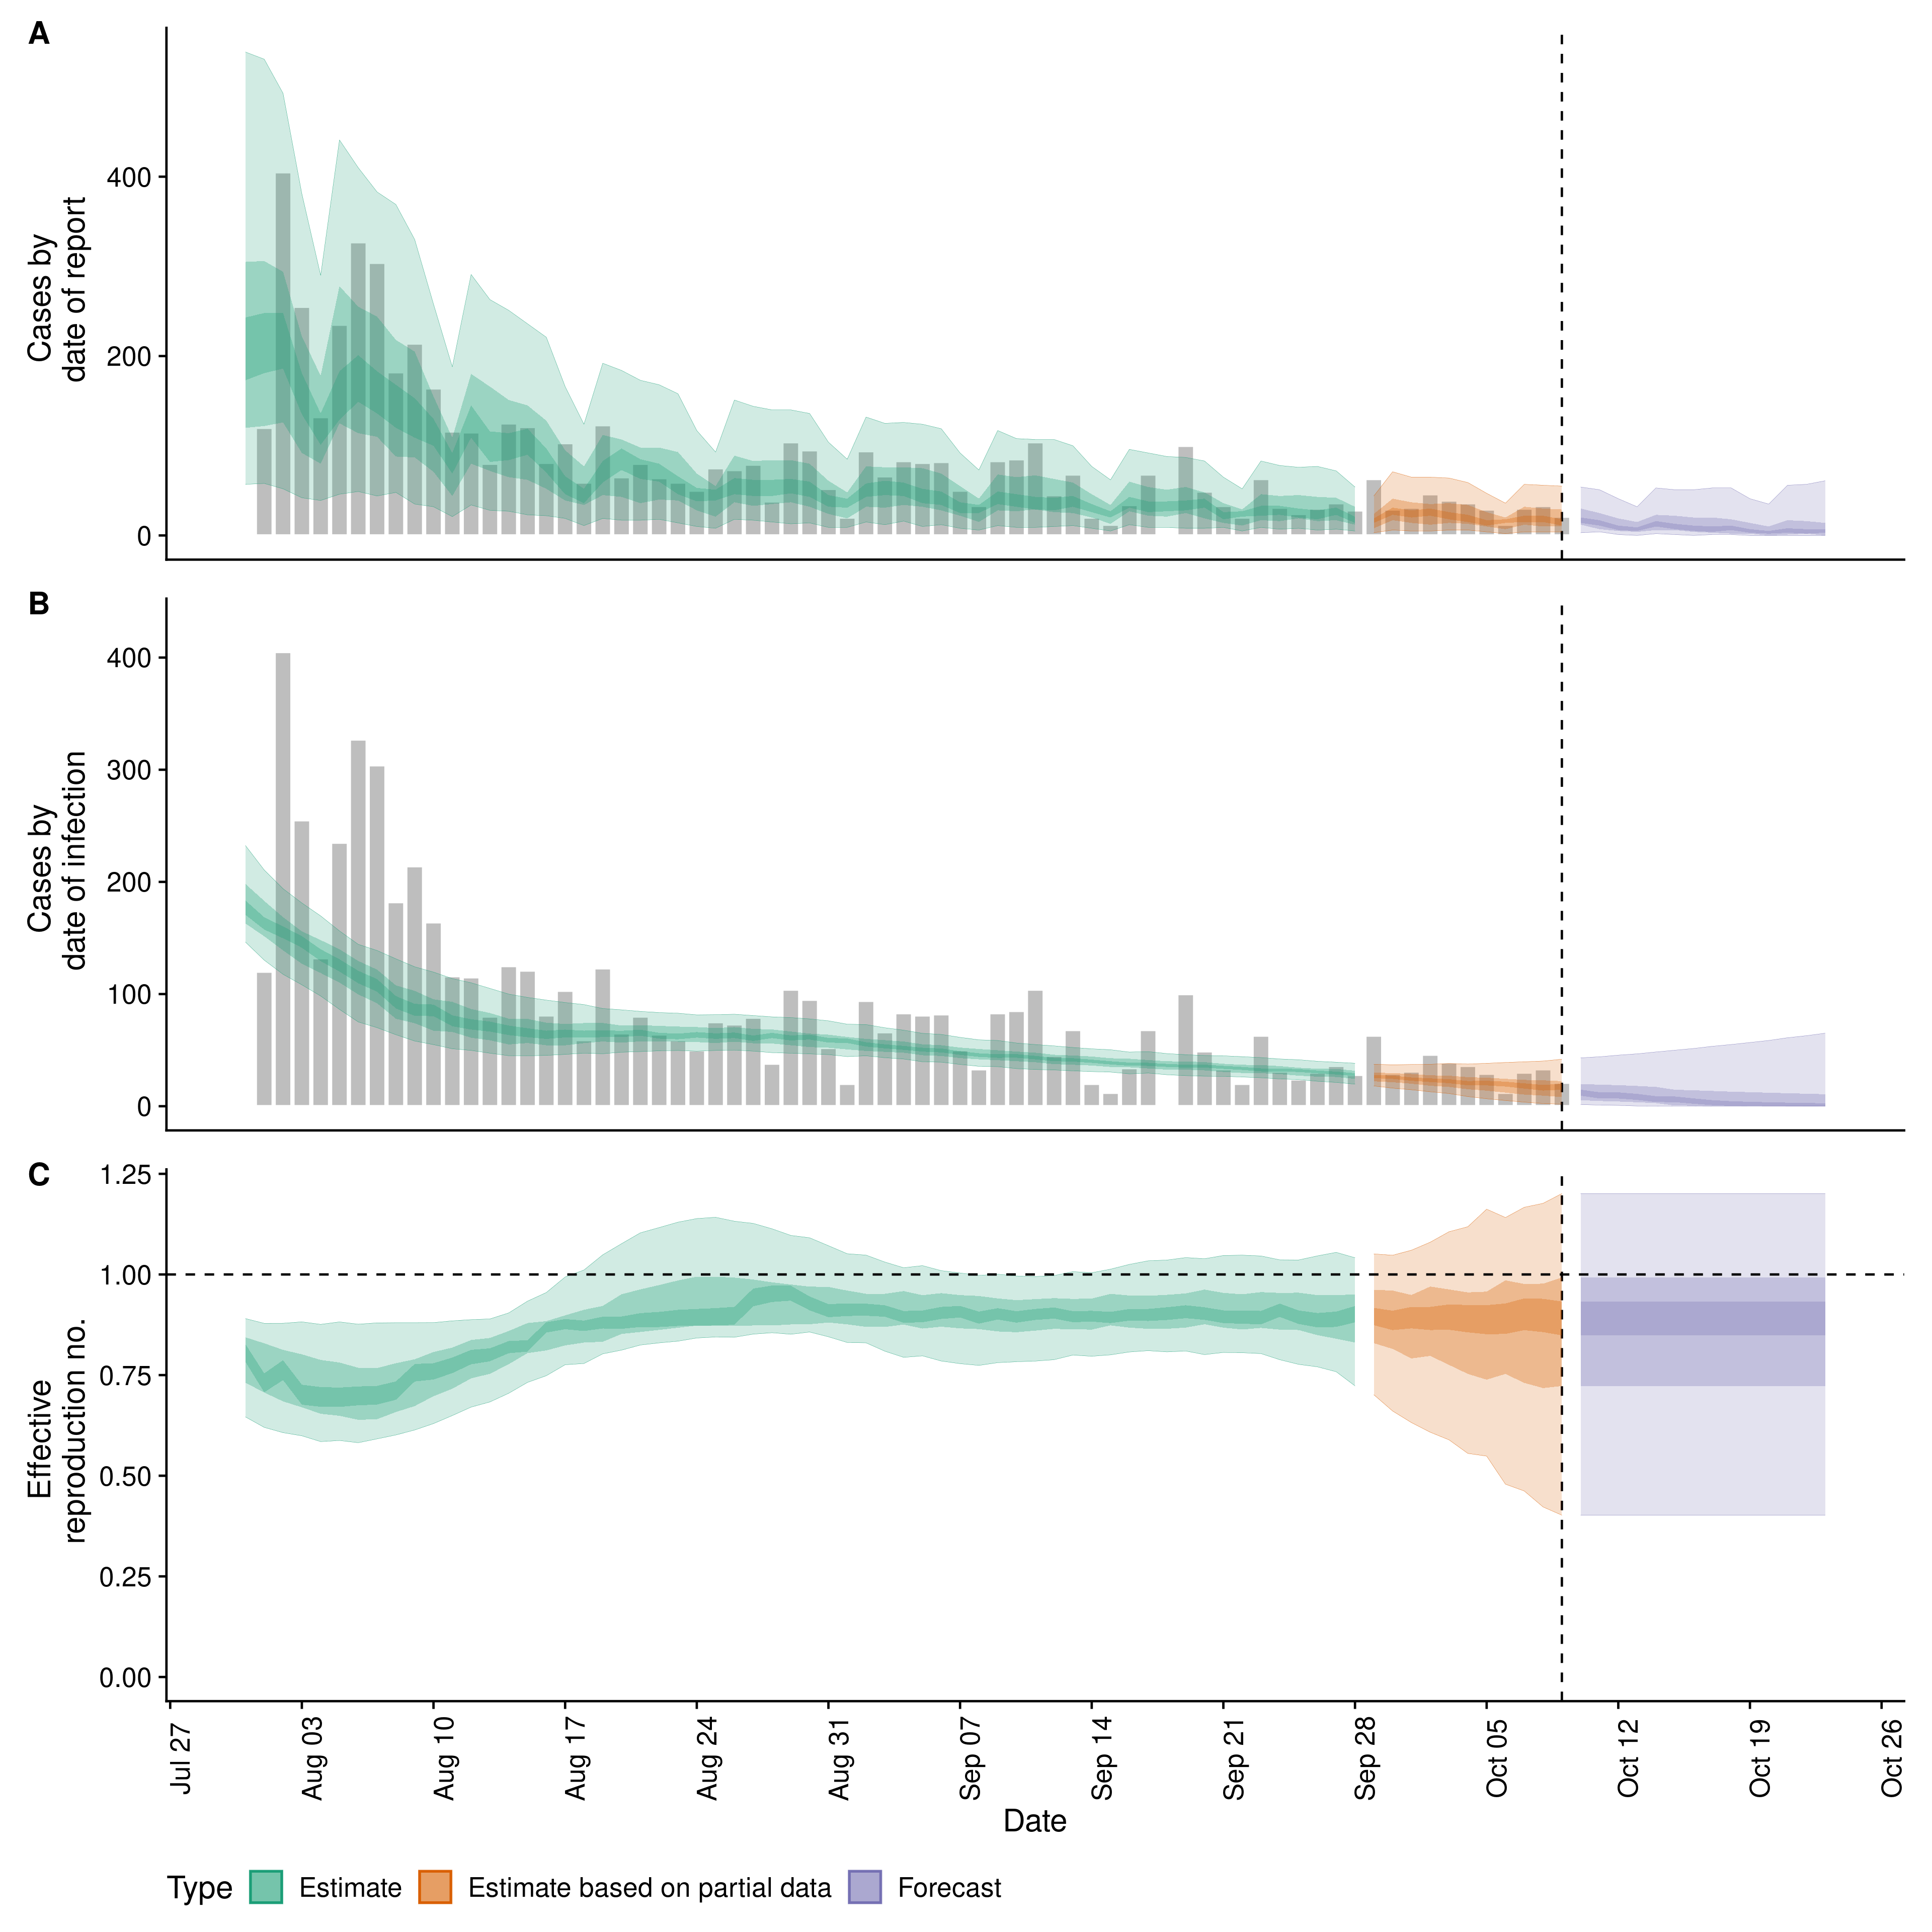 A
Cases by
date of report
400
200
0
B
Cases by
date of infection
400
300
200
100
0
C
Effective
reproduction no.
1.25
1.00
0.75
0.50
0.25
0.00
Jul 27
Aug 03
Aug 10
Aug 17
Aug 24
Aug 31
Sep 07
Sep 14
Sep 21
Sep 28
Oct 05
Oct 12
Oct 19
Oct 26
Date
Type Estimate Estimate based on partial data Forecast